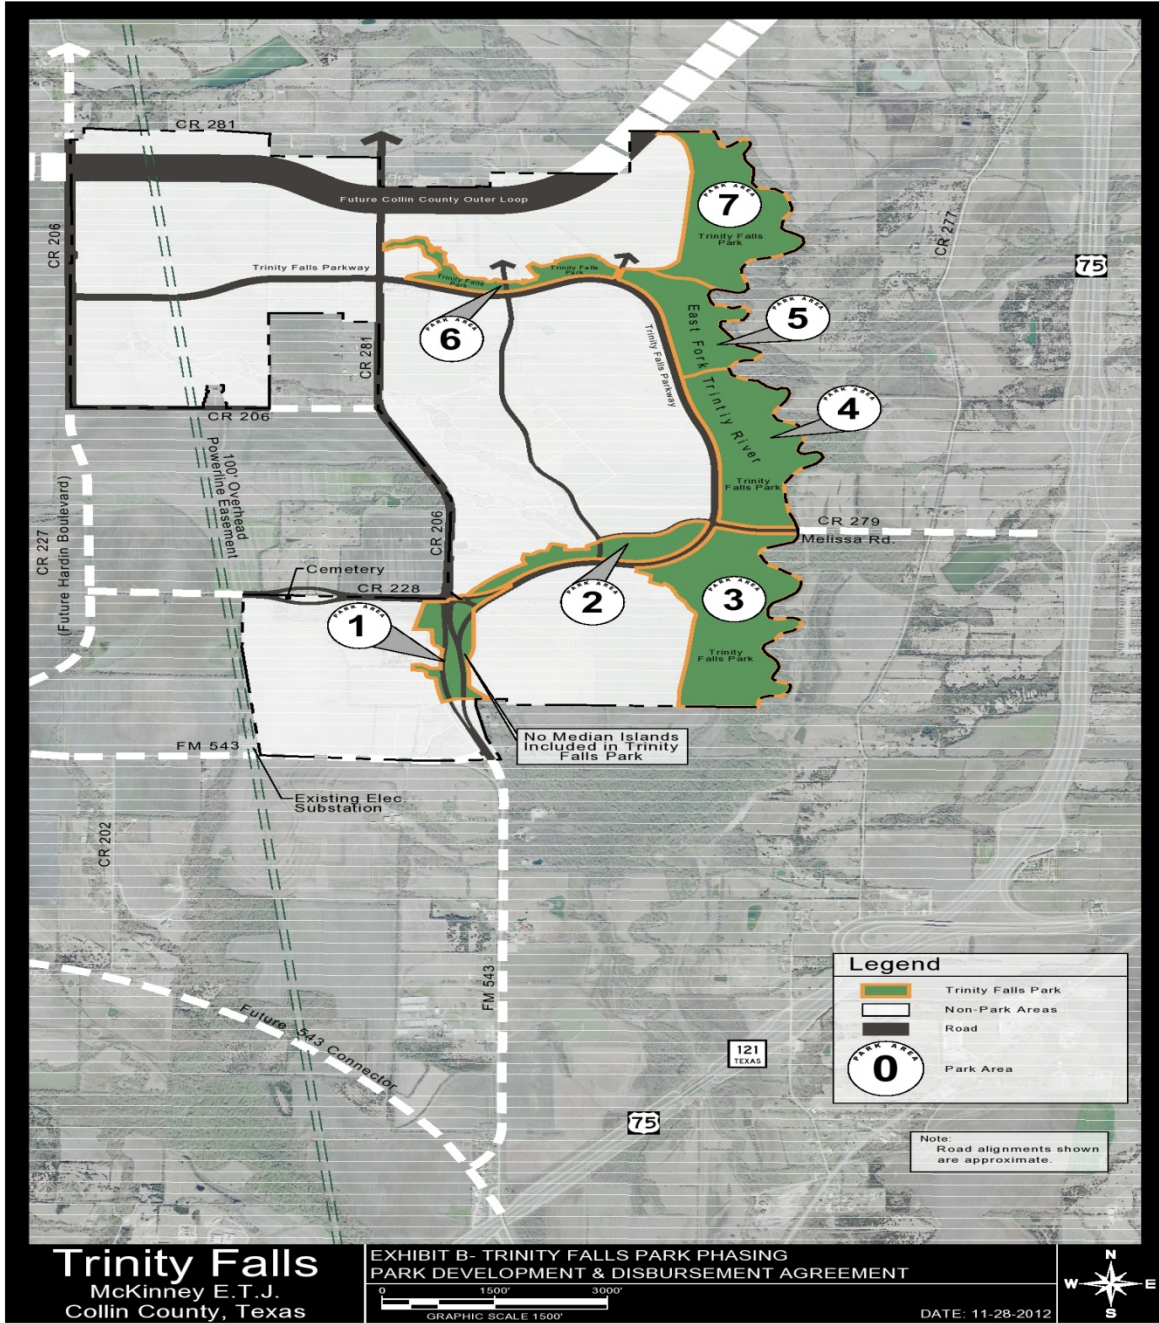 CR 281
Future Collin County Outer Loop
CR 206
Trinity Falls Parkway
PARK AREA
7
Trinity Falls
Park
CR 277
75
Trinity Falls
Park
Trinity Falls
Park
PARK AREA
6
CR 281
Trinity Falls Parkway
East Fork Trintiy River
PARK AREA
5
PARK AREA
4
CR 206
100' Overhead
Powerline Easement
CR 227
(Future Hardin Boulevard)
CR 206
Trinity
Falls Park
CR 279
Melissa Rd.
Cemetery
CR 228
PARK AREA
1
PARK AREA
2
PARK AREA
3
Trinity
Falls Park
No Median Islands
Included in Trinity
Falls Park
FM 543
Existing Elec.
Substation
CR 202
FM 543
Future 543 Connector
121
TEXAS
75
Legend
Trinity Falls Park
Non-Park Areas
Road
PARK AREA
0
Park Area
Note:
Road alignments shown
are approximate.
Trinity Falls
McKinney E.T.J.
Collin County, Texas
EXHIBIT B- TRINITY FALLS PARK PHASING
PARK DEVELOPMENT & DISBURSEMENT AGREEMENT
0 1500' 3000'
GRAPHIC SCALE 1500'
DATE: 11-28-2012
N
W E
S